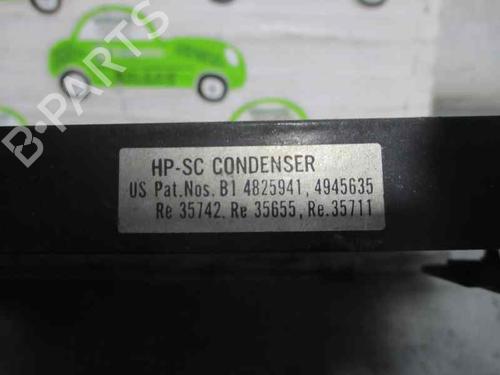 B-PARTS
HP-SC CONDENSER
US Pat.Nos. B1 4825941, 4945635
Re 35742, Re 35655, Re.35711